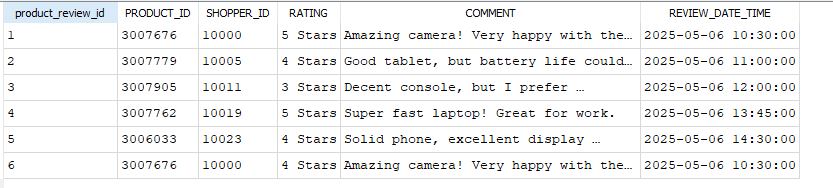 product_review_id PRODUCT_ID SHOPPER_ID RATING COMMENT REVIEW_DATE_TIME
1 3007676 10000 5 Stars Amazing camera! Very happy with the… 2025-05-06 10:30:00
2 3007779 10005 4 Stars Good tablet, but battery life could… 2025-05-06 11:00:00
3 3007905 10011 3 Stars Decent console, but I prefer … 2025-05-06 12:00:00
4 3007762 10019 5 Stars Super fast laptop! Great for work. 2025-05-06 13:45:00
5 3006033 10023 4 Stars Solid phone, excellent display … 2025-05-06 14:30:00
6 3007676 10000 4 Stars Amazing camera! Very happy with the… 2025-05-06 10:30:00